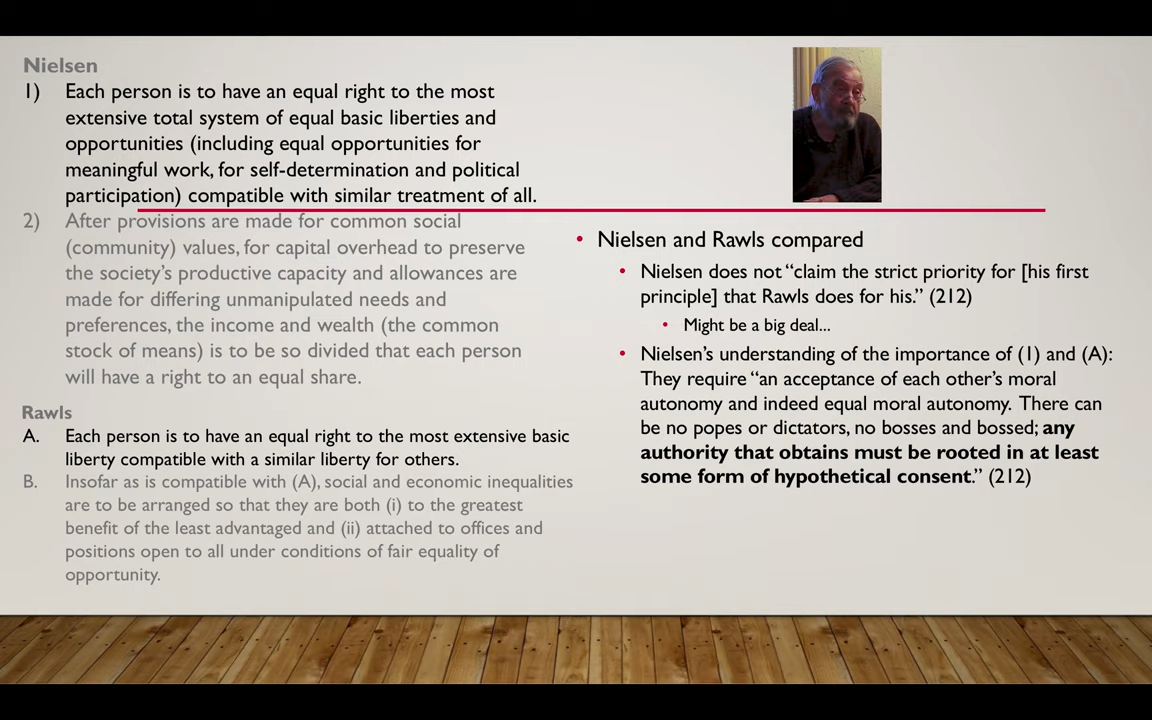 Nielsen
1) Each person is to have an equal right to the most
extensive total system of equal basic liberties and
opportunities (including equal opportunities for
meaningful work, for self-determination and political
participation) compatible with similar treatment of all.
2) After provisions are made for common social
(community) values, for capital overhead to preserve
the society’s productive capacity and allowances are
made for differing unmanipulated needs and
preferences, the income and wealth (the common
stock of means) is to be so divided that each person
will have a right to an equal share.
Rawls
A. Each person is to have an equal right to the most extensive basic
liberty compatible with a similar liberty for others.
B. Insofar as is compatible with (A), social and economic inequalities
are to be arranged so that they are both (i) to the greatest
benefit of the least advantaged and (ii) attached to offices and
positions open to all under conditions of fair equality of
opportunity.
• Nielsen and Rawls compared
• Nielsen does not “claim the strict priority for [his first
principle] that Rawls does for his.” (212)
• Might be a big deal...
• Nielsen’s understanding of the importance of (1) and (A):
They require “an acceptance of each other’s moral
autonomy and indeed equal moral autonomy. There can
be no popes or dictators, no bosses and bossed; any
authority that obtains must be rooted in at least
some form of hypothetical consent.” (212)